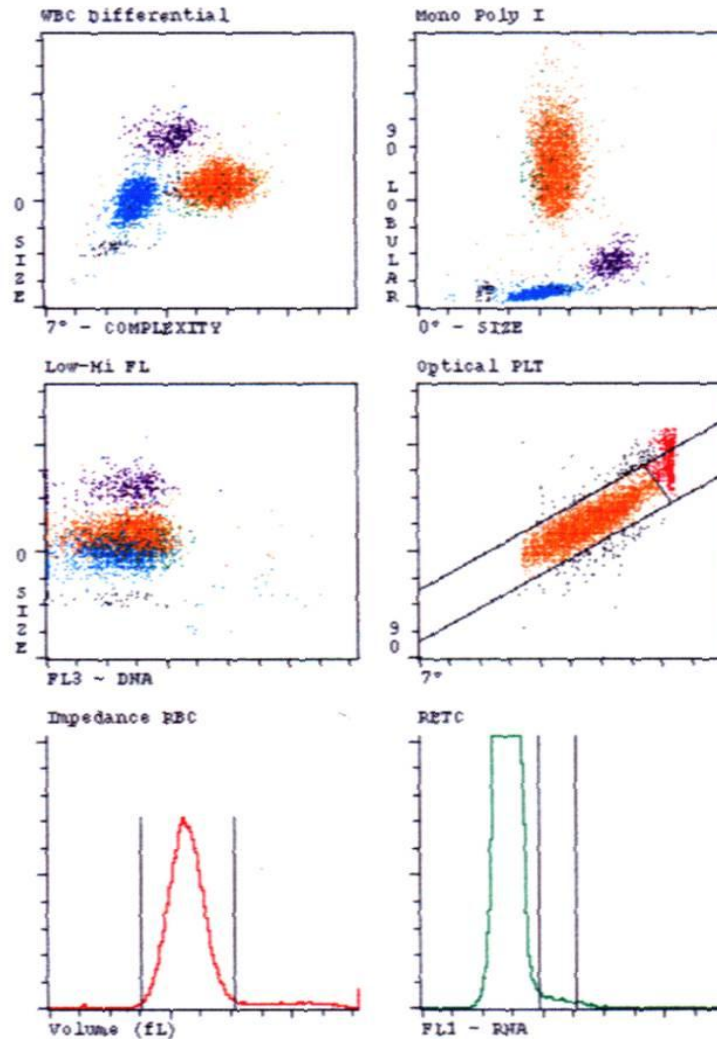 WBC Differential
0 SIZE
7° - COMPLEXITY
Mono Poly I
90 LOBULAR
0° - SIZE
Low-Mi FL
0 SIZE
FL3 - DNA
Optical PLT
90
7°
Impedance RBC
Volume (fL)
RETC
FL1 - RNA